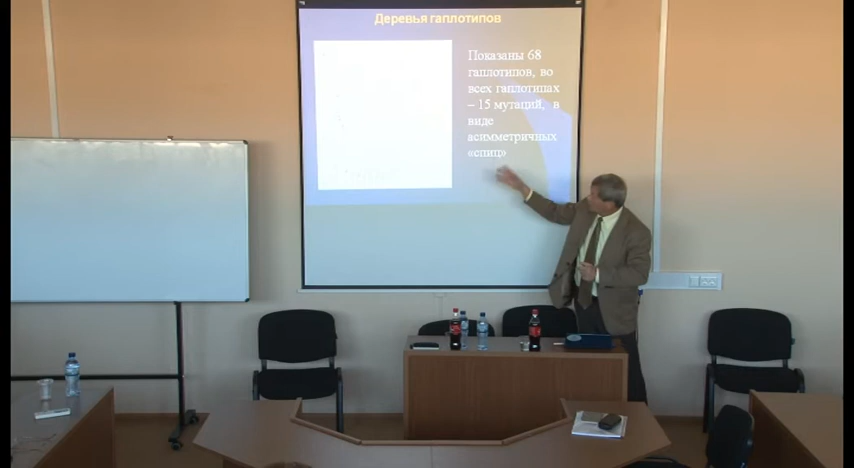 Деревья гаплотипов
Показаны 68
гаплотипов, во
всех гаплотипах
– 15 мутаций, в
виде
асимметричных
«спиц»